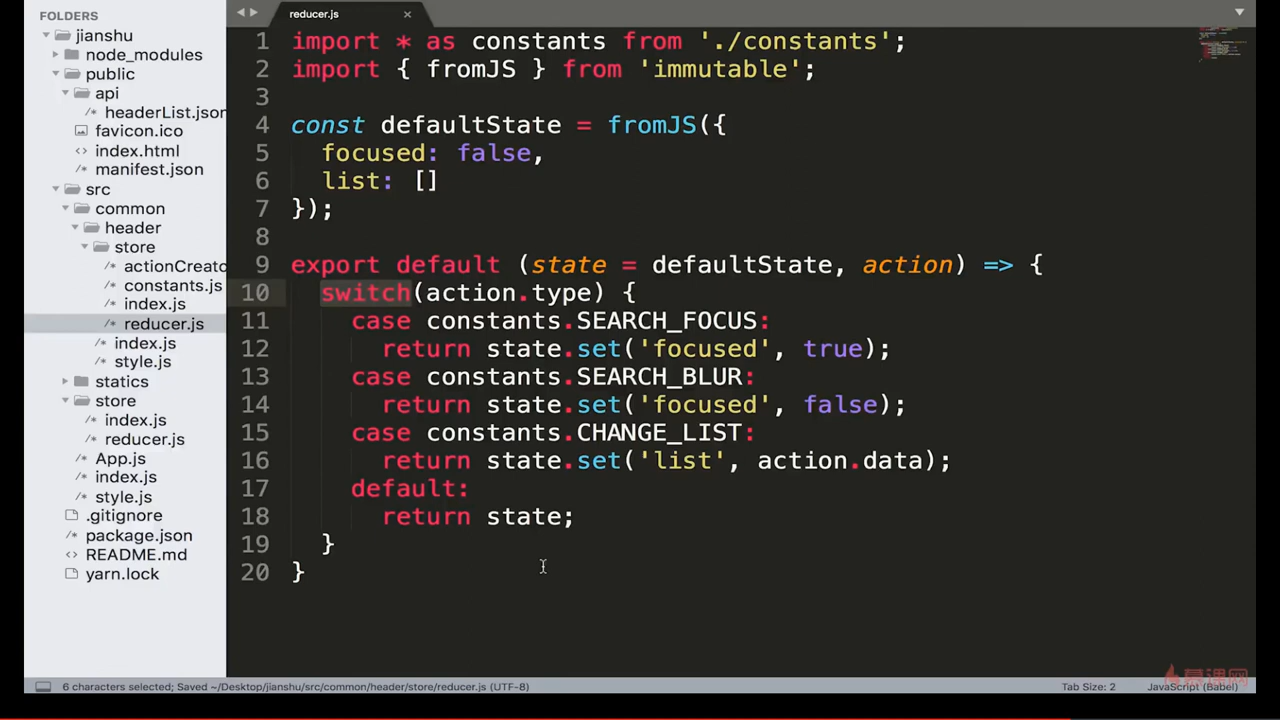 FOLDERS
jianshu
node_modules
public
api
headerList.json
favicon.ico
index.html
manifest.json
src
common
header
store
actionCreato
constants.js
index.js
reducer.js
index.js
style.js
statics
store
index.js
reducer.js
App.js
index.js
style.js
.gitignore
package.json
README.md
yarn.lock
reducer.js ×
1 import * as constants from './constants';
2 import { fromJS } from 'immutable';
3
4 const defaultState = fromJS({
5 focused: false,
6 list: []
7 });
8
9 export default (state = defaultState, action) => {
10 switch(action.type) {
11 case constants.SEARCH_FOCUS:
12 return state.set('focused', true);
13 case constants.SEARCH_BLUR:
14 return state.set('focused', false);
15 case constants.CHANGE_LIST:
16 return state.set('list', action.data);
17 default:
18 return state;
19 }
20 }
慕课网
6 characters selected; Saved ~/Desktop/jianshu/src/common/header/store/reducer.js (UTF-8)
Tab Size: 2
JavaScript (Babel)